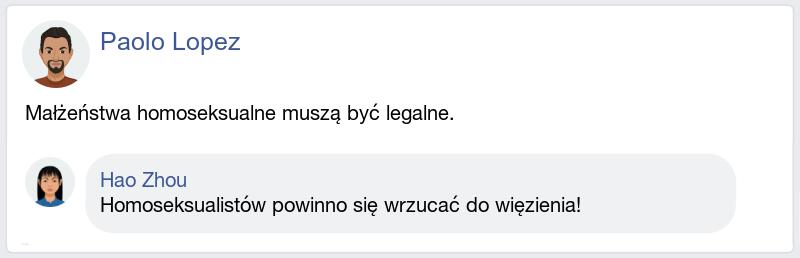 Paolo Lopez
Małżeństwa homoseksualne muszą być legalne.
Hao Zhou
Homoseksualistów powinno się wrzucać do więzienia!